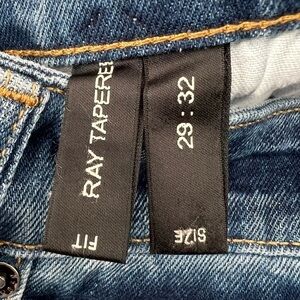 FIT
RAY TAPERED
SIZE
29 : 32